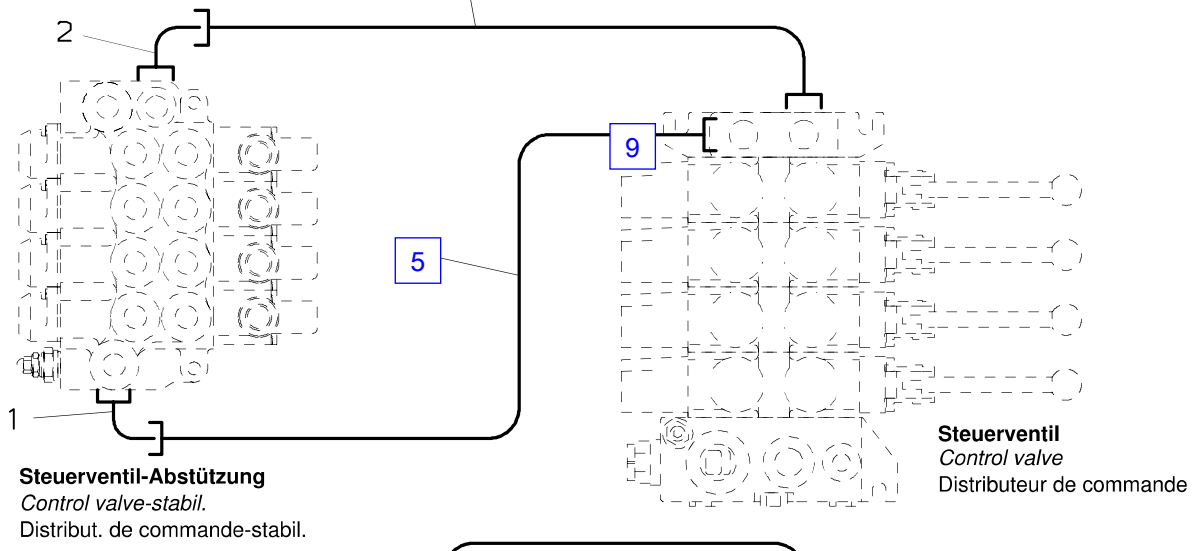 2
9
5
1
Steuerventil
Control valve
Distributeur de commande
Steuerventil-Abstützung
Control valve-stabil.
Distribut. de commande-stabil.